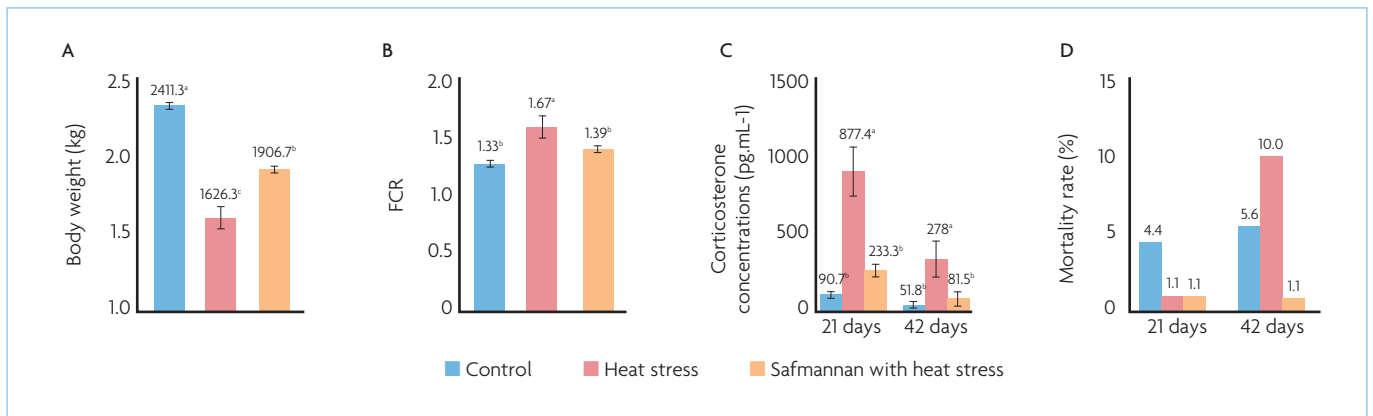 A
Body weight (kg)
2.5
2.0
1.5
1.0
2411.3ᵃ
1626.3ᶜ
1906.7ᵇ
B
FCR
2.0
1.5
1.0
0.5
0
1.33ᵇ
1.67ᵃ
1.39ᵇ
C
Corticosterone
concentrations (pg.mL-1)
1500
1000
500
0
90.7ᵇ
877.4ᵃ
233.3ᵇ
51.8ᵇ
278ᵃ
81.5ᵇ
21 days
42 days
D
Mortality rate (%)
15
10
5
0
4.4
1.1
1.1
5.6
10.0
1.1
21 days
42 days
Control
Heat stress
Safmannan with heat stress